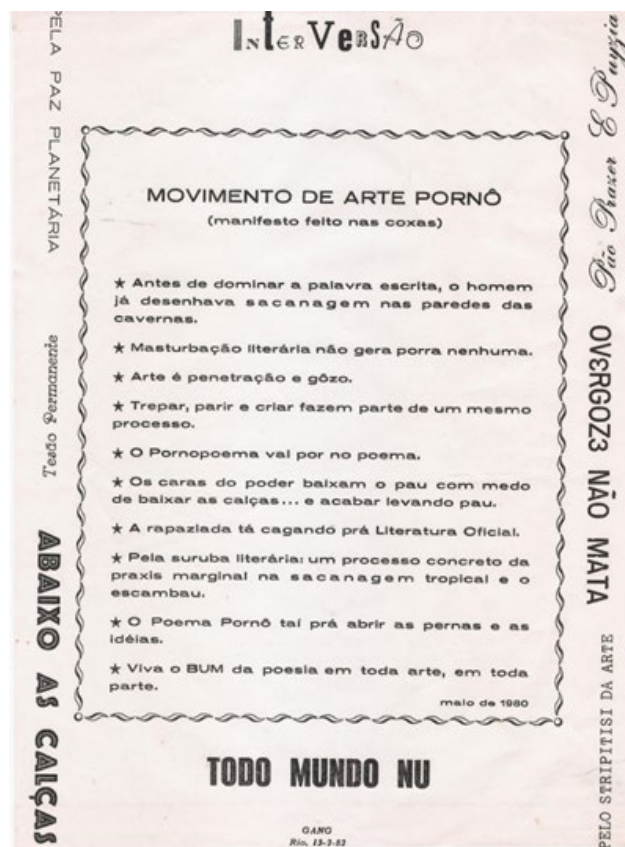 InterVersão
MOVIMENTO DE ARTE PORNÔ
(manifesto feito nas coxas)
★ Antes de dominar a palavra escrita, o homem
já desenhava sacanagem nas paredes das
cavernas.
★ Masturbação literária não gera porra nenhuma.
★ Arte é penetração e gôzo.
★ Trepar, parir e criar fazem parte de um mesmo
processo.
★ O Pornopoema vai por no poema.
★ Os caras do poder baixam o pau com medo
de baixar as calças... e acabar levando pau.
★ A rapaziada tá cagando prá Literatura Oficial.
★ Pela suruba literária: um processo concreto da
praxis marginal na sacanagem tropical e o
escambau.
★ O Poema Pornô taí prá abrir as pernas e as
idéias.
★ Viva o BUM da poesia em toda arte, em toda
parte.
maio de 1980
TODO MUNDO NU
GANG
Rio, 13-2-82
PELA PAZ PLANETÁRIA
Tesão Permanente
ABAIXO AS CALÇAS
OVERGOZ3 NÃO MATA
PELO STRIPITISI DA ARTE